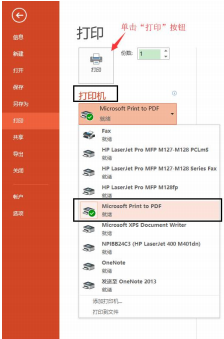 打印
单击“打印”按钮
信息
新建
打开
保存
另存为
打印
共享
导出
关闭
帐户
选项
打印
份数: 1
打印机
Microsoft Print to PDF
就绪
Fax
就绪
HP LaserJet Pro MFP M127-M128 PCLmS
就绪
HP LaserJet Pro MFP M127-M128 Series Fax
就绪
HP LaserJet Pro MFP M128fp
就绪
Microsoft Print to PDF
就绪
Microsoft XPS Document Writer
就绪
NPIBB24C3 (HP LaserJet 400 M401dn)
就绪
OneNote
就绪
发送至 OneNote 2013
就绪
添加打印机...
打印到文件